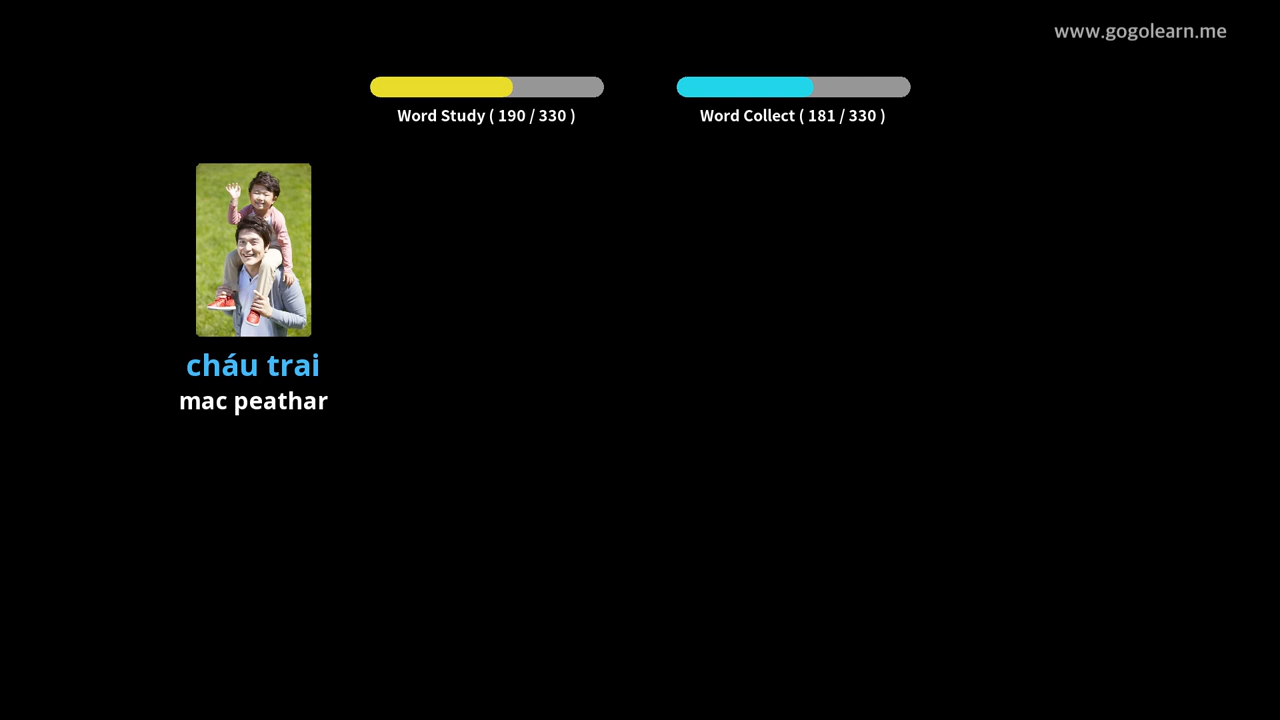 www.gogolearn.me
Word Study ( 190 / 330 )
Word Collect ( 181 / 330 )
cháu trai
mac peathar